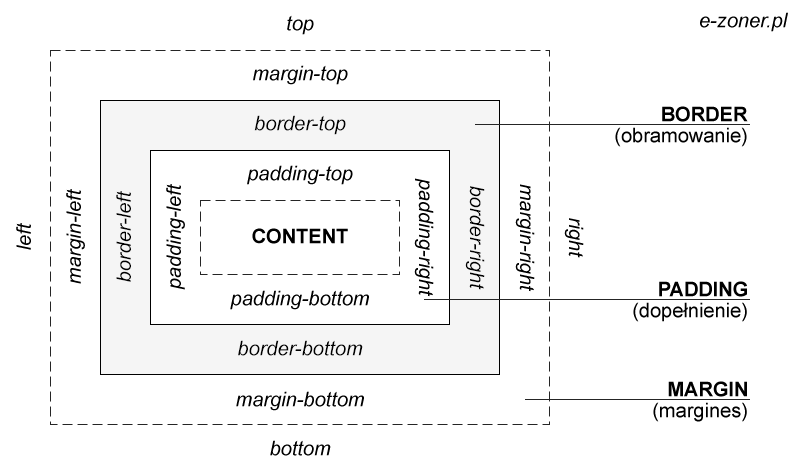 top
e-zoner.pl
margin-top
border-top
BORDER
(obramowanie)
padding-top
left
margin-left
border-left
padding-left
CONTENT
padding-right
border-right
margin-right
right
padding-bottom
PADDING
(dopełnienie)
border-bottom
margin-bottom
MARGIN
(margines)
bottom